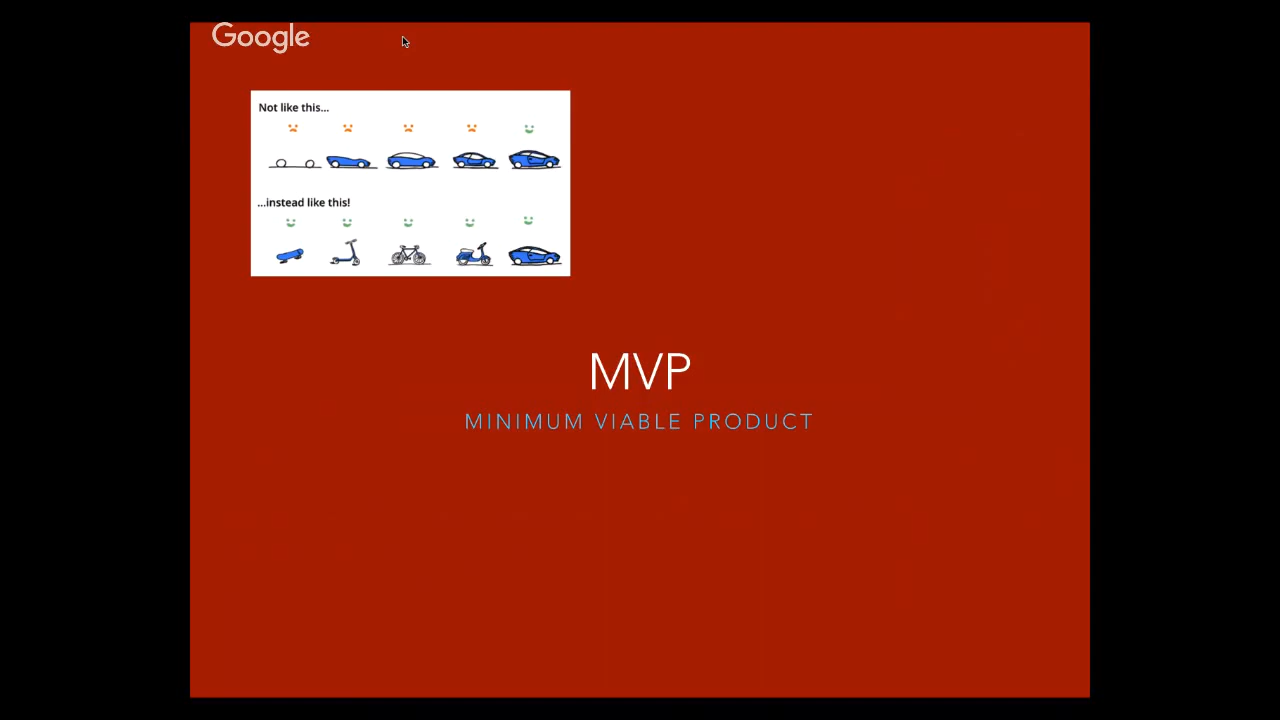 Google
Not like this...
...instead like this!
MVP
MINIMUM VIABLE PRODUCT